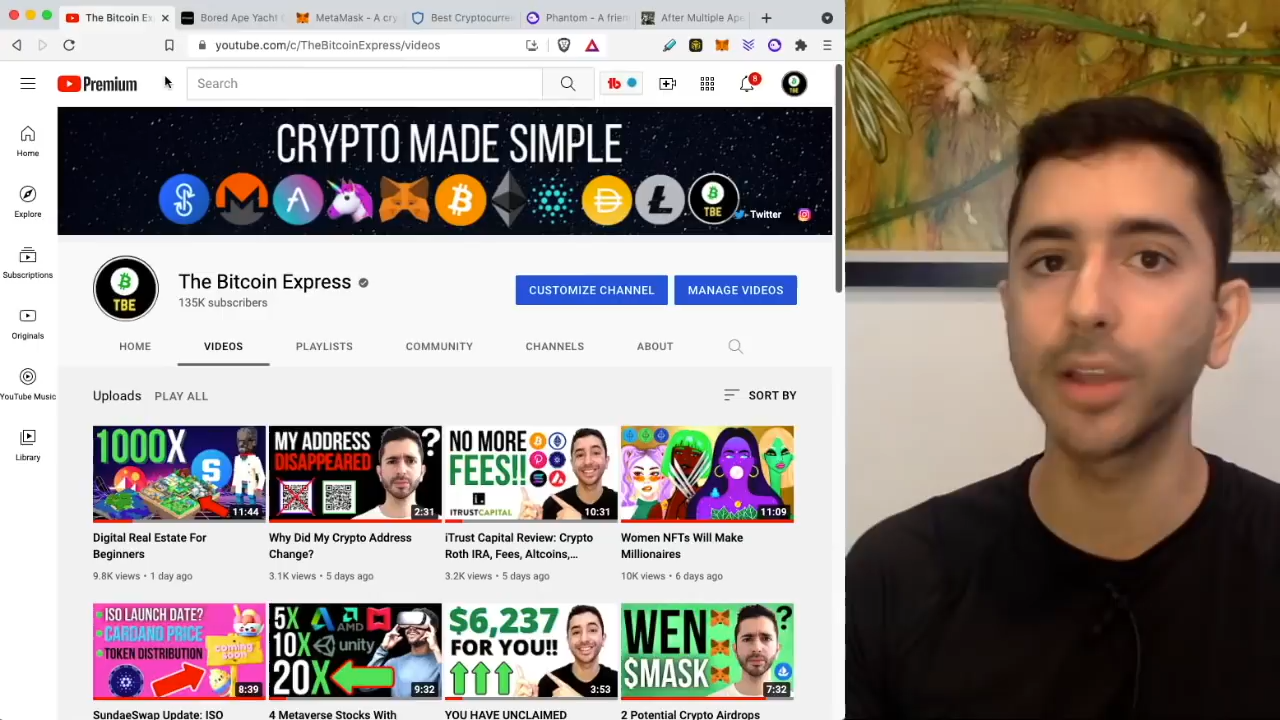 The Bitcoin Ex
Bored Ape Yacht
MetaMask - A cry
Best Cryptocurre
Phantom - A frien
After Multiple Ape
youtube.com/c/TheBitcoinExpress/videos
Premium
Search
8
TBE
CRYPTO MADE SIMPLE
TBE
Twitter
Home
Explore
Subscriptions
Originals
YouTube Music
Library
TBE
The Bitcoin Express
135K subscribers
CUSTOMIZE CHANNEL
MANAGE VIDEOS
HOME
VIDEOS
PLAYLISTS
COMMUNITY
CHANNELS
ABOUT
Uploads
PLAY ALL
SORT BY
1000X
11:44
Digital Real Estate For
Beginners
9.8K views • 1 day ago
MY ADDRESS
DISAPPEARED
?
2:31
Why Did My Crypto Address
Change?
3.1K views • 5 days ago
NO MORE
FEES!!
ITRUSTCAPITAL
10:31
iTrust Capital Review: Crypto
Roth IRA, Fees, Altcoins,...
3.2K views • 5 days ago
11:09
Women NFTs Will Make
Millionaires
10K views • 6 days ago
ISO LAUNCH DATE?
CARDANO PRICE
TOKEN DISTRIBUTION
coming
soon
8:39
SundaeSwap Update: ISO
5X
10X
20X
AMD
unity
9:32
4 Metaverse Stocks With
$6,237
FOR YOU!!
3:53
YOU HAVE UNCLAIMED
WEN
$MASK
?
7:32
2 Potential Crypto Airdrops